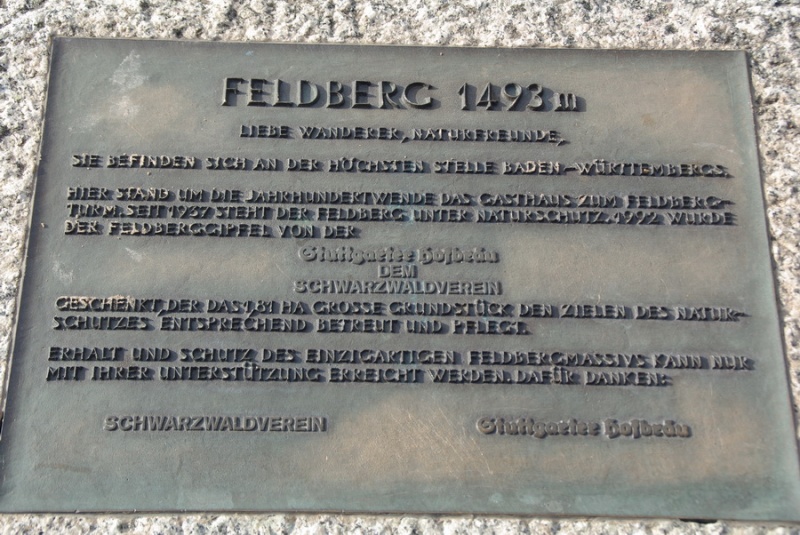 FELDBERG 1493 m
LIEBE WANDERER, NATURFREUNDE,
SIE BEFINDEN SICH AN DER HÖCHSTEN STELLE BADEN-WÜRTTEMBERGS.
HIER STAND UM DIE JAHRHUNDERTWENDE DAS GASTHAUS ZUM FELDBERG-
TURM. SEIT 1937 STEHT DER FELDBERG UNTER NATURSCHUTZ. 1992 WURDE
DER FELDBERGGIPFEL VON DER
Stuttgarter Hofbräu
DEM
SCHWARZWALDVEREIN
GESCHENKT, DER DAS 1,81 HA GROSSE GRUNDSTÜCK DEN ZIELEN DES NATUR-
SCHUTZES ENTSPRECHEND BETREUT UND PFLEGT.
ERHALT UND SCHUTZ DES EINZIGARTIGEN FELDBERGMASSIVS KANN NUR
MIT IHRER UNTERSTÜTZUNG ERREICHT WERDEN. DAFÜR DANKEN:
SCHWARZWALDVEREIN
Stuttgarter Hofbräu